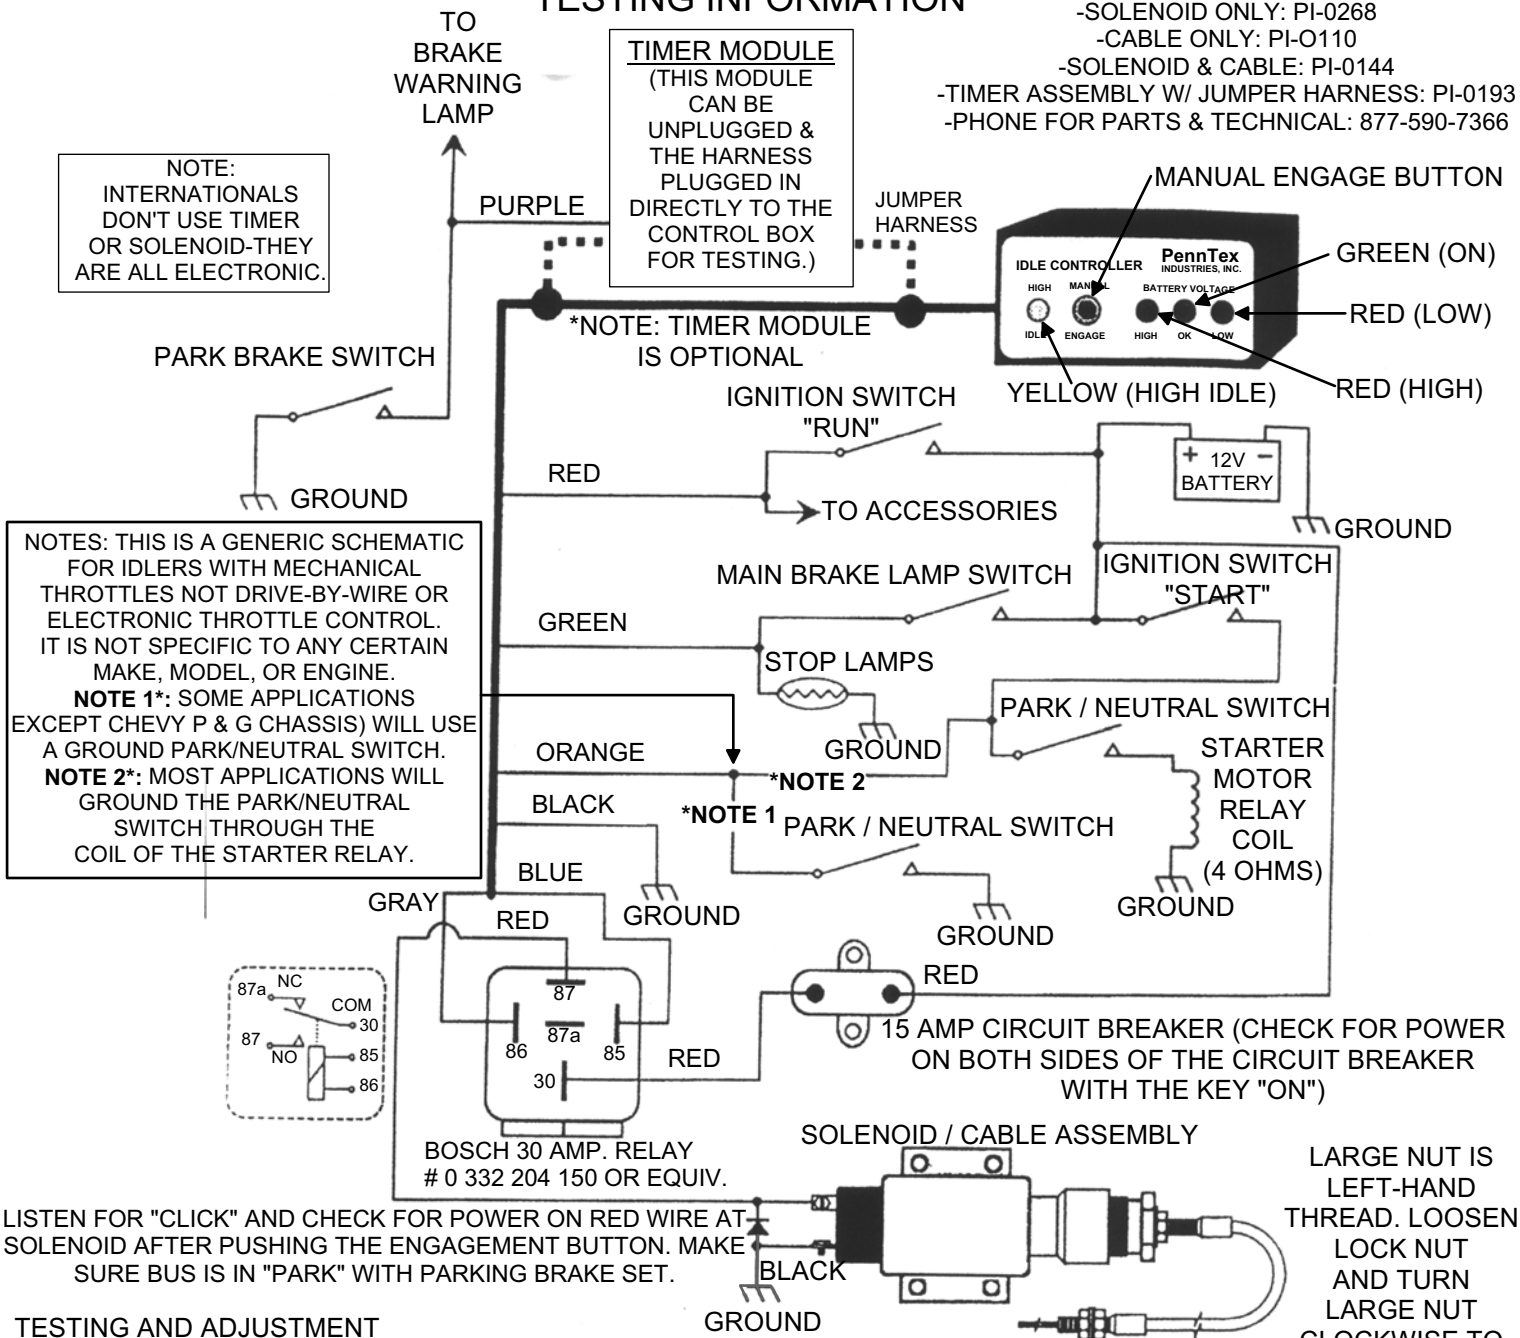 TESTING INFORMATION
-SOLENOID ONLY: PI-0268
-CABLE ONLY: PI-O110
-SOLENOID & CABLE: PI-0144
-TIMER ASSEMBLY W/ JUMPER HARNESS: PI-0193
-PHONE FOR PARTS & TECHNICAL: 877-590-7366
TO
BRAKE
WARNING
LAMP
TIMER MODULE
(THIS MODULE
CAN BE
UNPLUGGED &
THE HARNESS
PLUGGED IN
DIRECTLY TO THE
CONTROL BOX
FOR TESTING.)
NOTE:
INTERNATIONALS
DON'T USE TIMER
OR SOLENOID-THEY
ARE ALL ELECTRONIC.
PURPLE
JUMPER
HARNESS
MANUAL ENGAGE BUTTON
GREEN (ON)
RED (LOW)
RED (HIGH)
YELLOW (HIGH IDLE)
IDLE CONTROLLER
PennTex
INDUSTRIES, INC.
HIGH
MANUAL
BATTERY VOLTAGE
IDLE
ENGAGE
HIGH
OK
LOW
*NOTE: TIMER MODULE
IS OPTIONAL
PARK BRAKE SWITCH
GROUND
IGNITION SWITCH
"RUN"
RED
TO ACCESSORIES
+ 12V -
BATTERY
GROUND
NOTES: THIS IS A GENERIC SCHEMATIC
FOR IDLERS WITH MECHANICAL
THROTTLES NOT DRIVE-BY-WIRE OR
ELECTRONIC THROTTLE CONTROL.
IT IS NOT SPECIFIC TO ANY CERTAIN
MAKE, MODEL, OR ENGINE.
NOTE 1*: SOME APPLICATIONS
EXCEPT CHEVY P & G CHASSIS) WILL USE
A GROUND PARK/NEUTRAL SWITCH.
NOTE 2*: MOST APPLICATIONS WILL
GROUND THE PARK/NEUTRAL
SWITCH THROUGH THE
COIL OF THE STARTER RELAY.
MAIN BRAKE LAMP SWITCH
IGNITION SWITCH
"START"
GREEN
STOP LAMPS
GROUND
PARK / NEUTRAL SWITCH
STARTER
MOTOR
RELAY
COIL
(4 OHMS)
GROUND
ORANGE
*NOTE 2
*NOTE 1
PARK / NEUTRAL SWITCH
GROUND
BLACK
GROUND
BLUE
GRAY
RED
87
87a
86
85
30
RED
87a
NC
COM
30
87
NO
85
86
RED
15 AMP CIRCUIT BREAKER (CHECK FOR POWER
ON BOTH SIDES OF THE CIRCUIT BREAKER
WITH THE KEY "ON")
BOSCH 30 AMP. RELAY
# 0 332 204 150 OR EQUIV.
SOLENOID / CABLE ASSEMBLY
LISTEN FOR "CLICK" AND CHECK FOR POWER ON RED WIRE AT
SOLENOID AFTER PUSHING THE ENGAGEMENT BUTTON. MAKE
SURE BUS IS IN "PARK" WITH PARKING BRAKE SET.
BLACK
GROUND
LARGE NUT IS
LEFT-HAND
THREAD. LOOSEN
LOCK NUT
AND TURN
LARGE NUT
CLOCKWISE TO
TESTING AND ADJUSTMENT